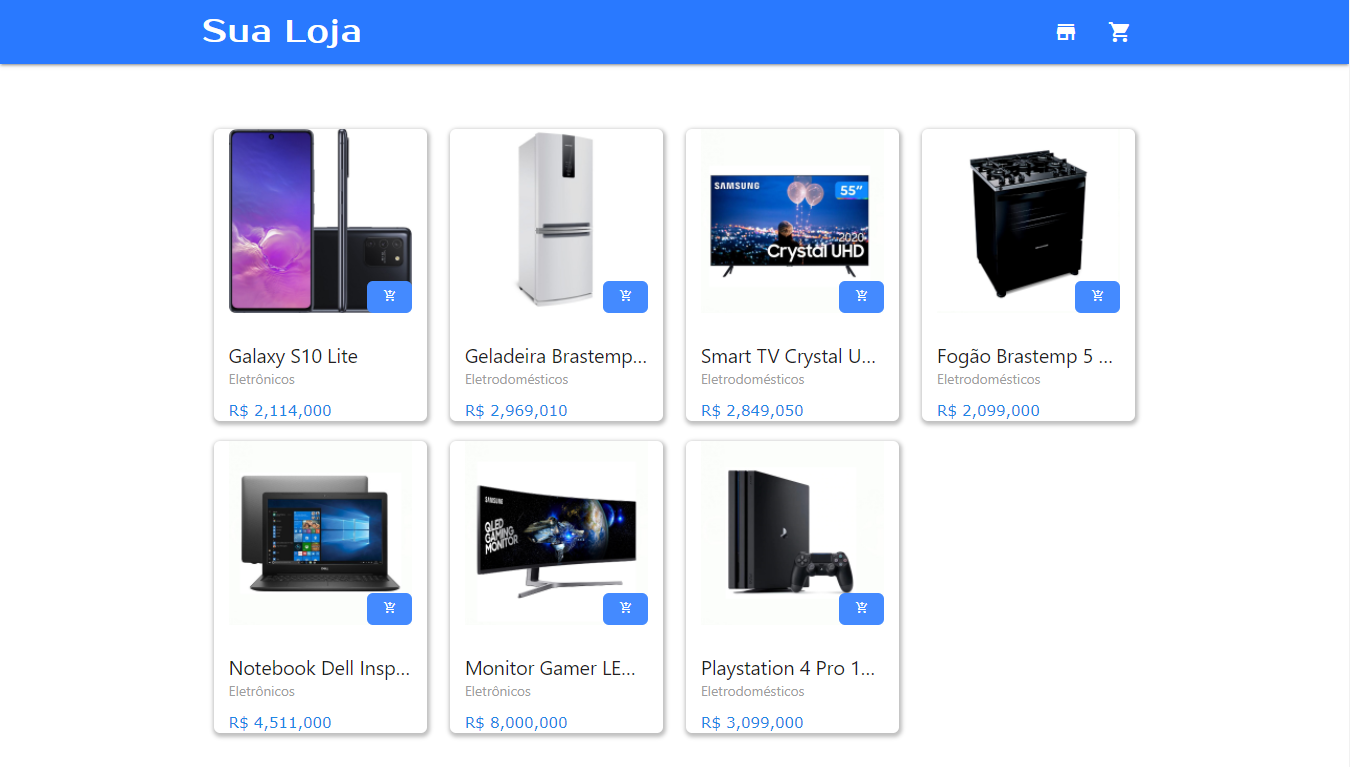 Sua Loja
SAMSUNG
55"
2020
Crystal UHD
Galaxy S10 Lite
Eletrônicos
R$ 2,114,000
Geladeira Brastemp...
Eletrodomésticos
R$ 2,969,010
Smart TV Crystal U...
Eletrodomésticos
R$ 2,849,050
Fogão Brastemp 5 ...
Eletrodomésticos
R$ 2,099,000
SAMSUNG
QLED
GAMING
MONITOR
DELL
Notebook Dell Insp...
Eletrônicos
R$ 4,511,000
Monitor Gamer LE...
Eletrônicos
R$ 8,000,000
Playstation 4 Pro 1...
Eletrodomésticos
R$ 3,099,000